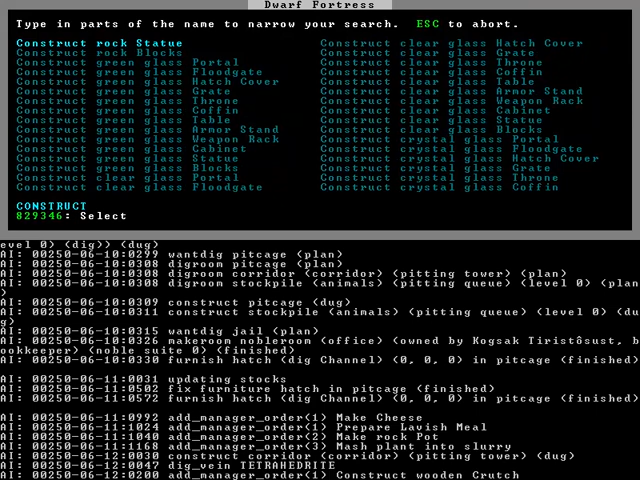 Dwarf Fortress
Type in parts of the name to narrow your search.  ESC to abort.
Construct rock Statue
Construct rock Blocks
Construct green glass Portal
Construct green glass Floodgate
Construct green glass Hatch Cover
Construct green glass Grate
Construct green glass Throne
Construct green glass Coffin
Construct green glass Table
Construct green glass Armor Stand
Construct green glass Weapon Rack
Construct green glass Cabinet
Construct green glass Statue
Construct green glass Blocks
Construct clear glass Portal
Construct clear glass Floodgate
Construct clear glass Hatch Cover
Construct clear glass Grate
Construct clear glass Throne
Construct clear glass Coffin
Construct clear glass Table
Construct clear glass Armor Stand
Construct clear glass Weapon Rack
Construct clear glass Cabinet
Construct clear glass Statue
Construct clear glass Blocks
Construct crystal glass Portal
Construct crystal glass Floodgate
Construct crystal glass Hatch Cover
Construct crystal glass Grate
Construct crystal glass Throne
Construct crystal glass Coffin
CONSTRUCT
829346: Select
evel 0) (dig)) (dug)
AI: 00250-06-10:0299 wantdig pitcage (plan)
AI: 00250-06-10:0308 digroom pitcage (plan)
AI: 00250-06-10:0308 digroom corridor (corridor) (pitting tower) (plan)
AI: 00250-06-10:0308 digroom stockpile (animals) (pitting queue) (level 0) (plan
)
AI: 00250-06-10:0309 construct pitcage (dug)
AI: 00250-06-10:0311 construct stockpile (animals) (pitting queue) (level 0) (du
g)
AI: 00250-06-10:0315 wantdig jail (plan)
AI: 00250-06-10:0326 makeroom nobleroom (office) (owned by Kogsak Tiristôsust, b
ookkeeper) (noble suite 0) (finished)
AI: 00250-06-10:0330 furnish hatch (dig Channel) (0, 0, 0) in pitcage (finished)
AI: 00250-06-11:0031 updating stocks
AI: 00250-06-11:0502 fix furniture hatch in pitcage (finished)
AI: 00250-06-11:0572 furnish hatch (dig Channel) (0, 0, 0) in pitcage (finished)
AI: 00250-06-11:0992 add_manager_order(1) Make Cheese
AI: 00250-06-11:1024 add_manager_order(1) Prepare Lavish Meal
AI: 00250-06-11:1040 add_manager_order(2) Make rock Pot
AI: 00250-06-11:1168 add_manager_order(3) Mash plant into slurry
AI: 00250-06-12:0030 construct corridor (corridor) (pitting tower) (dug)
AI: 00250-06-12:0047 dig_vein TETRAHEDRITE
AI: 00250-06-12:0200 add_manager_order(1) Construct wooden Crutch